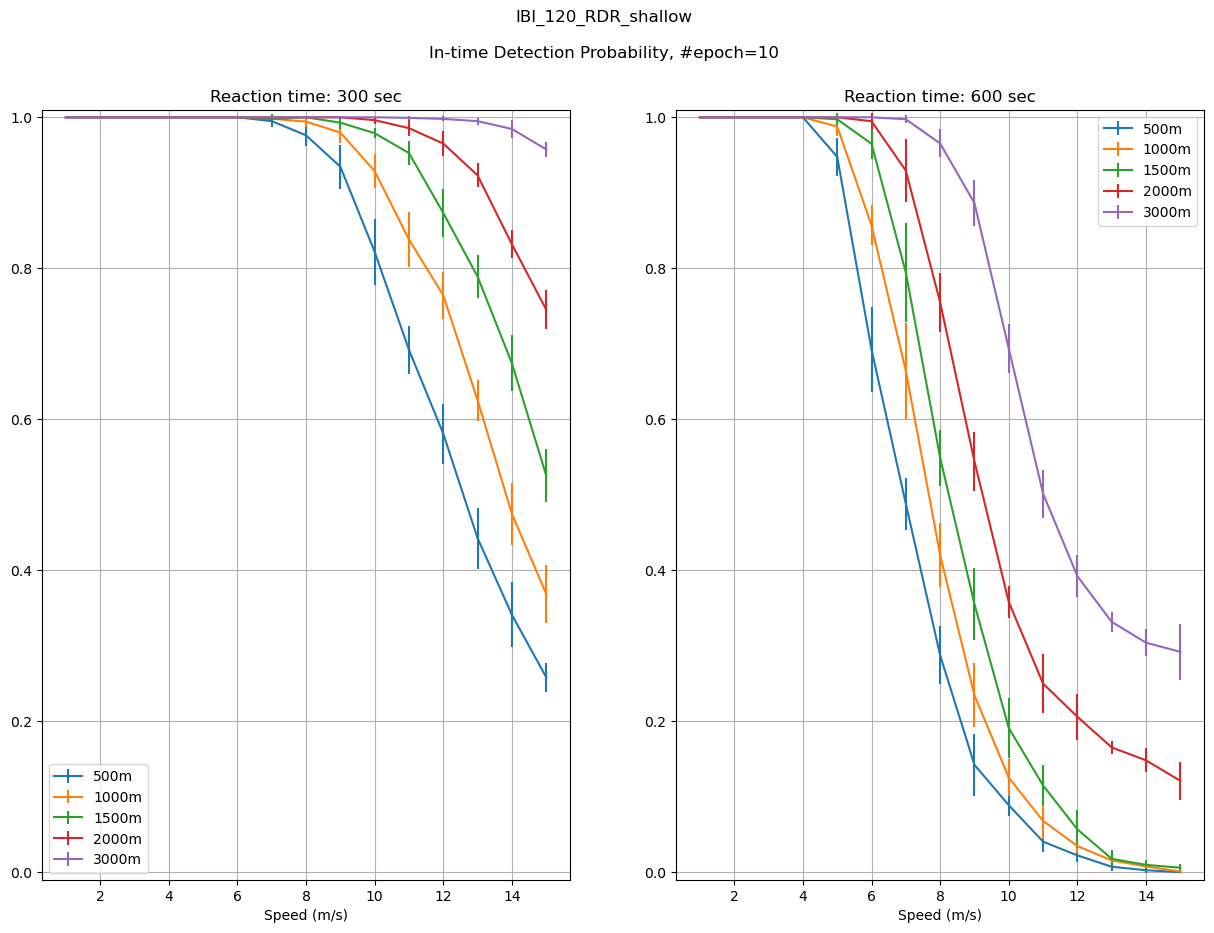 IBI_120_RDR_shallow
In-time Detection Probability, #epoch=10
Reaction time: 300 sec
1.0
0.8
0.6
0.4
0.2
0.0
500m
1000m
1500m
2000m
3000m
2 4 6 8 10 12 14
Speed (m/s)
Reaction time: 600 sec
1.0
0.8
0.6
0.4
0.2
0.0
500m
1000m
1500m
2000m
3000m
2 4 6 8 10 12 14
Speed (m/s)